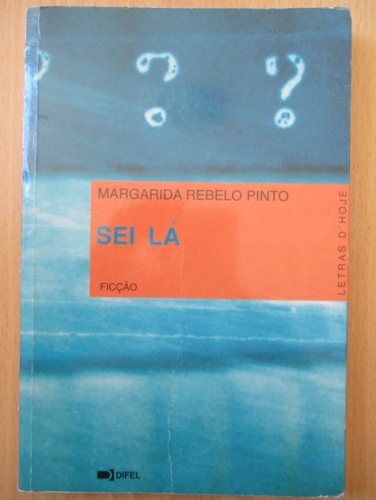 ? ? ?
MARGARIDA REBELO PINTO
SEI LÁ
FICÇÃO
LETRAS D'HOJE
DIFEL